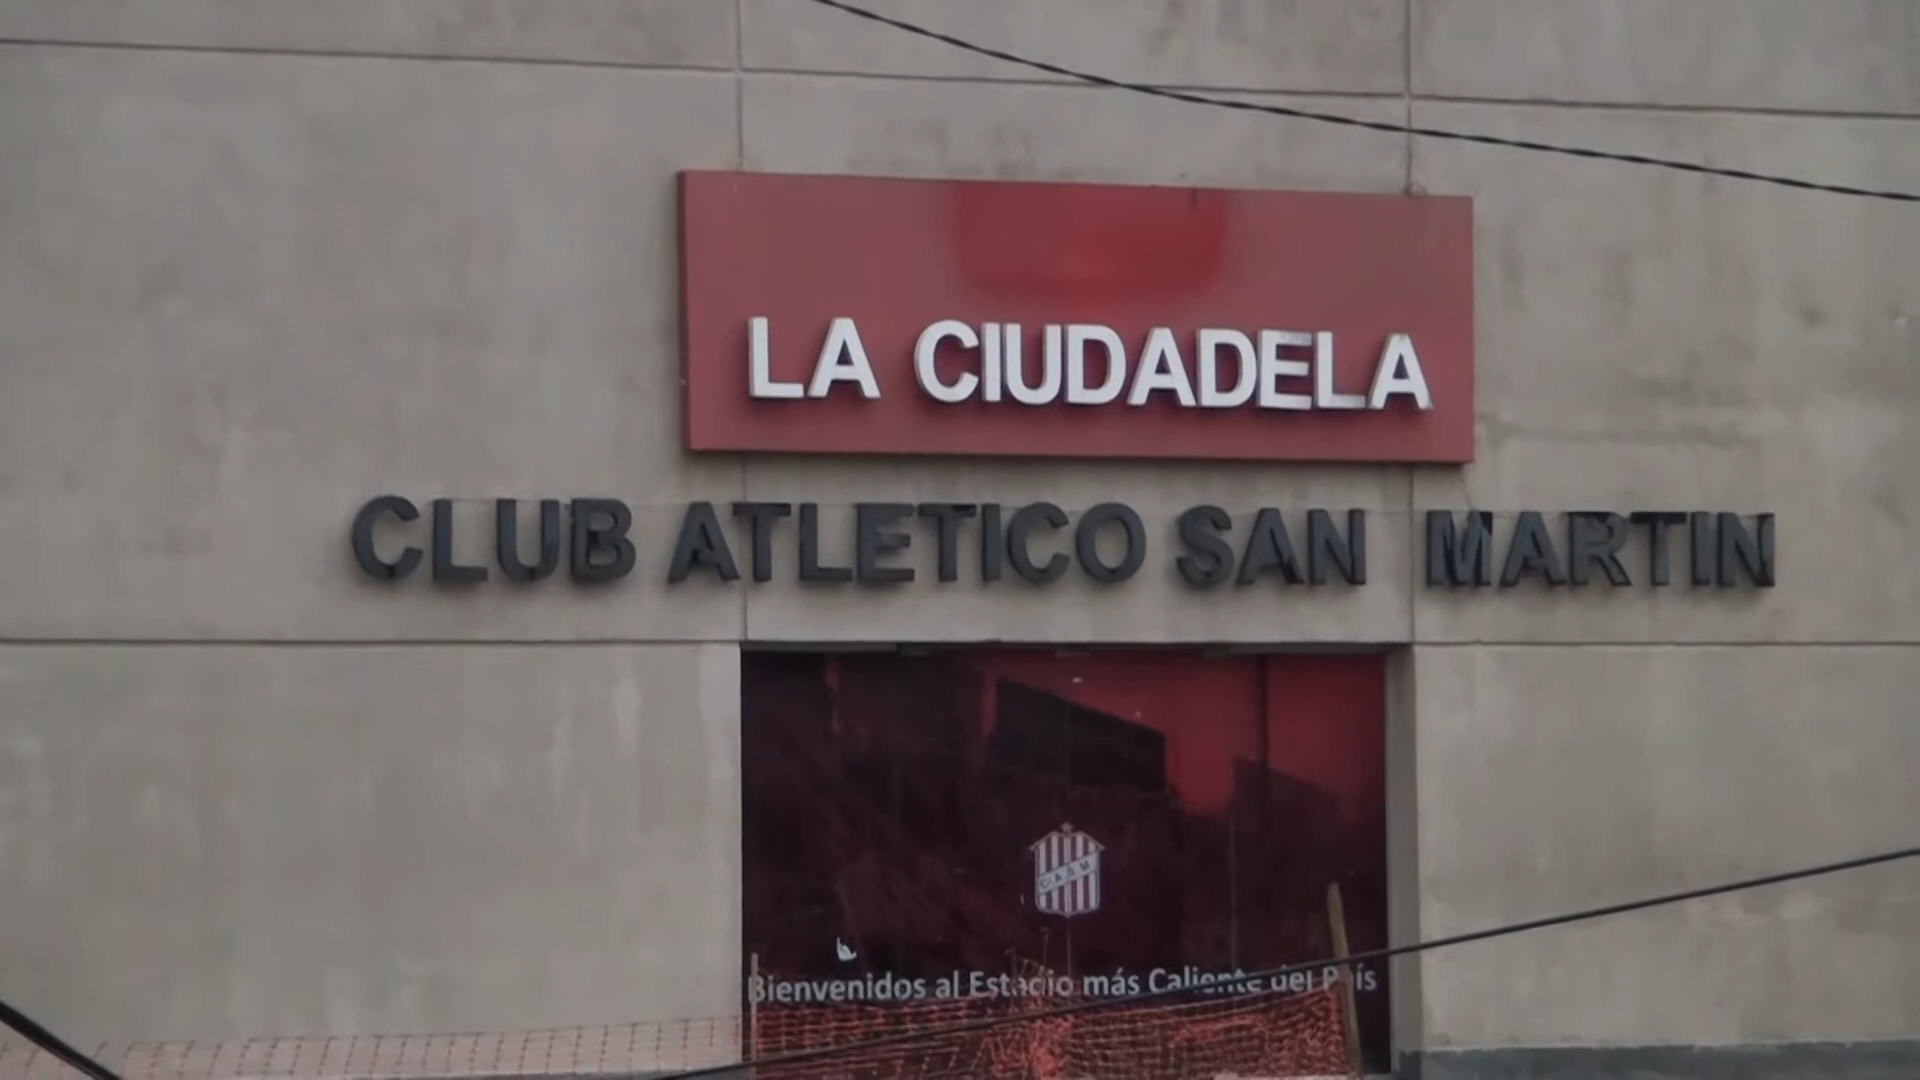 LA CIUDADELA
CLUB ATLETICO SAN MARTIN
C.A.S.M
Bienvenidos al Estadio más Caliente del País